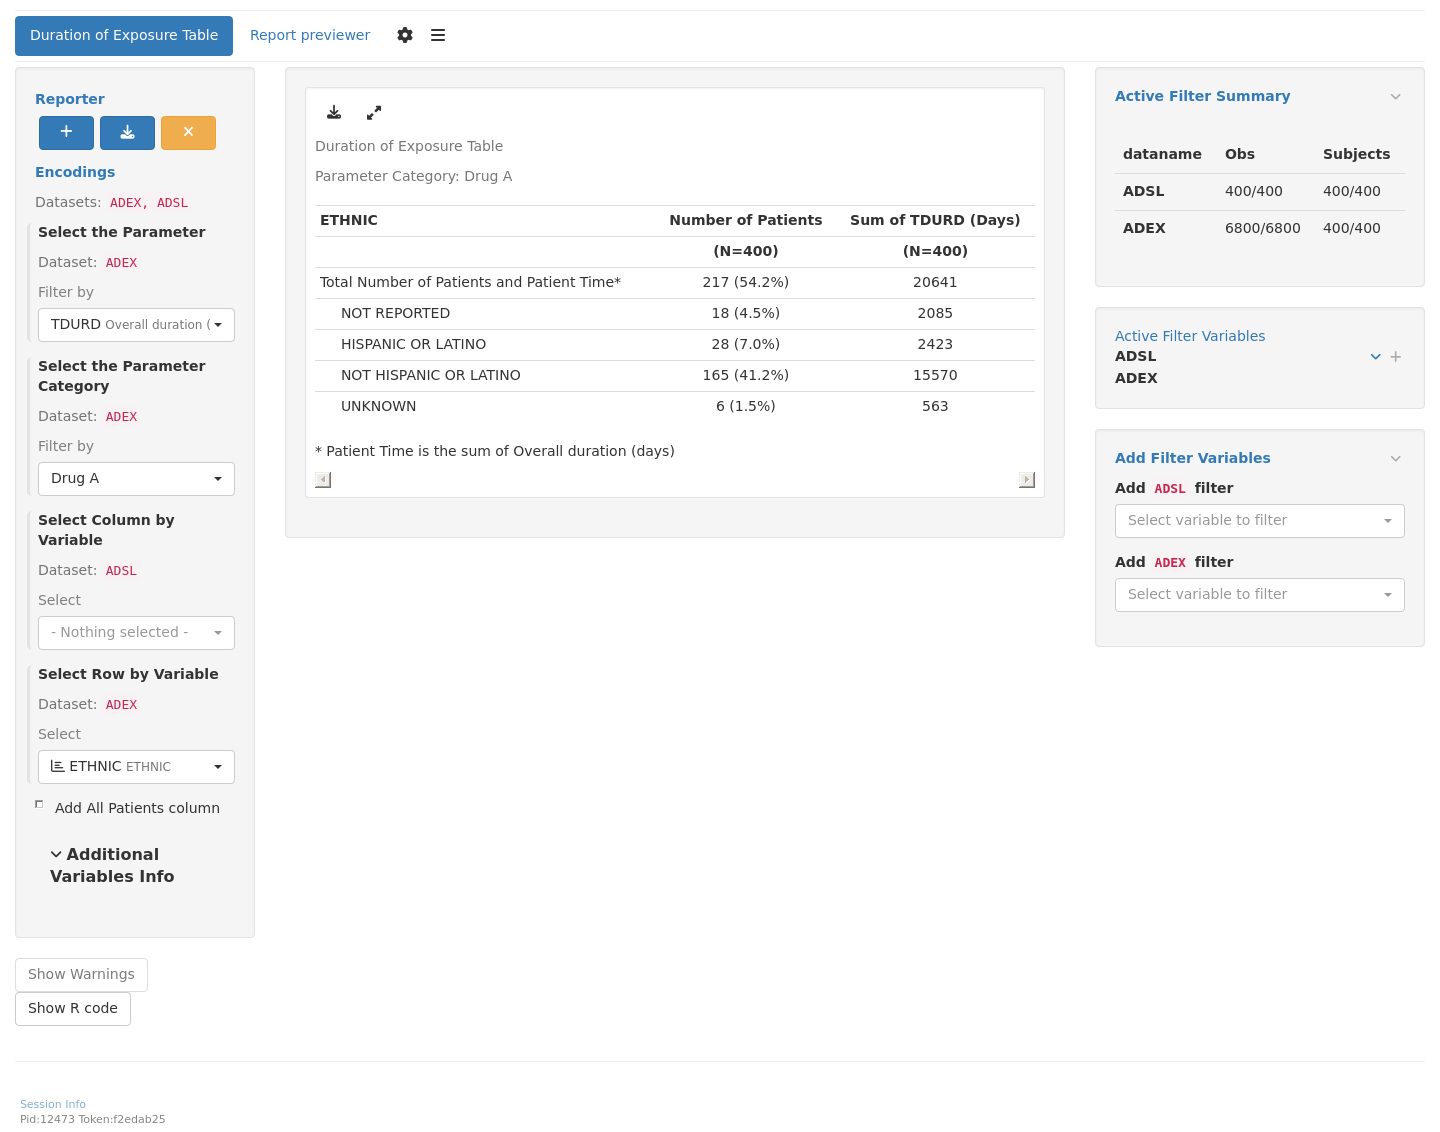 Duration of Exposure Table
Report previewer
Reporter
Encodings
Datasets: ADEX, ADSL
Select the Parameter
Dataset: ADEX
Filter by
TDURD Overall duration (
Select the Parameter
Category
Dataset: ADEX
Filter by
Drug A
Select Column by
Variable
Dataset: ADSL
Select
- Nothing selected -
Select Row by Variable
Dataset: ADEX
Select
ETHNIC ETHNIC
Add All Patients column
Additional
Variables Info
Show Warnings
Show R code
Duration of Exposure Table
Parameter Category: Drug A
ETHNIC Number of Patients Sum of TDURD (Days)
(N=400) (N=400)
Total Number of Patients and Patient Time* 217 (54.2%) 20641
NOT REPORTED 18 (4.5%) 2085
HISPANIC OR LATINO 28 (7.0%) 2423
NOT HISPANIC OR LATINO 165 (41.2%) 15570
UNKNOWN 6 (1.5%) 563
* Patient Time is the sum of Overall duration (days)
Active Filter Summary
dataname Obs Subjects
ADSL 400/400 400/400
ADEX 6800/6800 400/400
Active Filter Variables
ADSL
ADEX
Add Filter Variables
Add ADSL filter
Select variable to filter
Add ADEX filter
Select variable to filter
Session Info
Pid:12473 Token:f2edab25